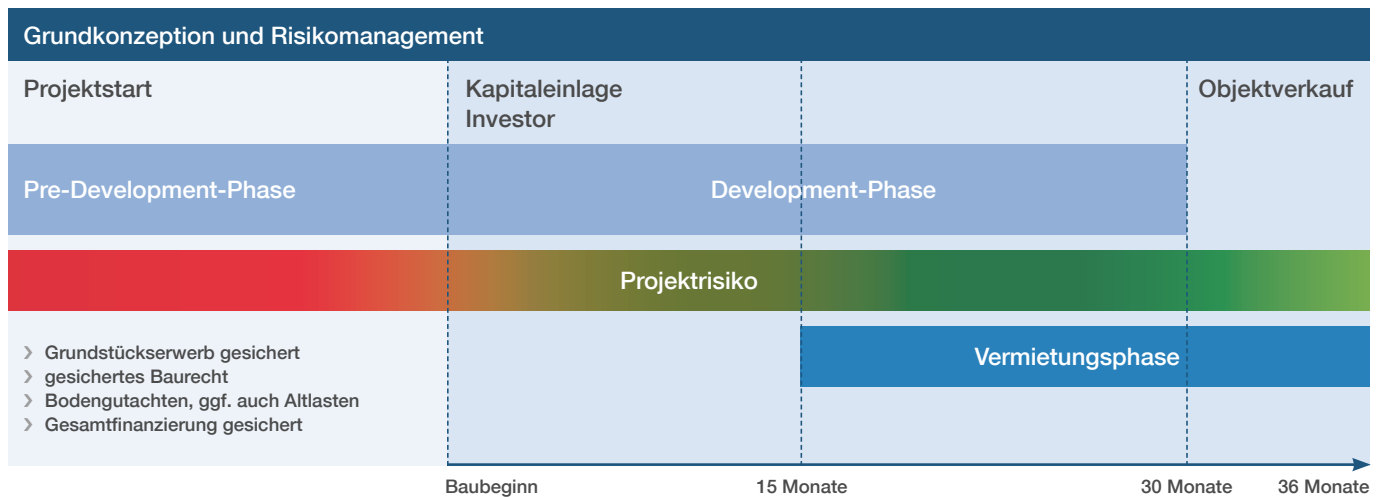 Grundkonzeption und Risikomanagement
Projektstart
Kapitaleinlage
Investor
Objektverkauf
Pre-Development-Phase
Development-Phase
Projektrisiko
Vermietungsphase
› Grundstückserwerb gesichert
› gesichertes Baurecht
› Bodengutachten, ggf. auch Altlasten
› Gesamtfinanzierung gesichert
Baubeginn
15 Monate
30 Monate
36 Monate